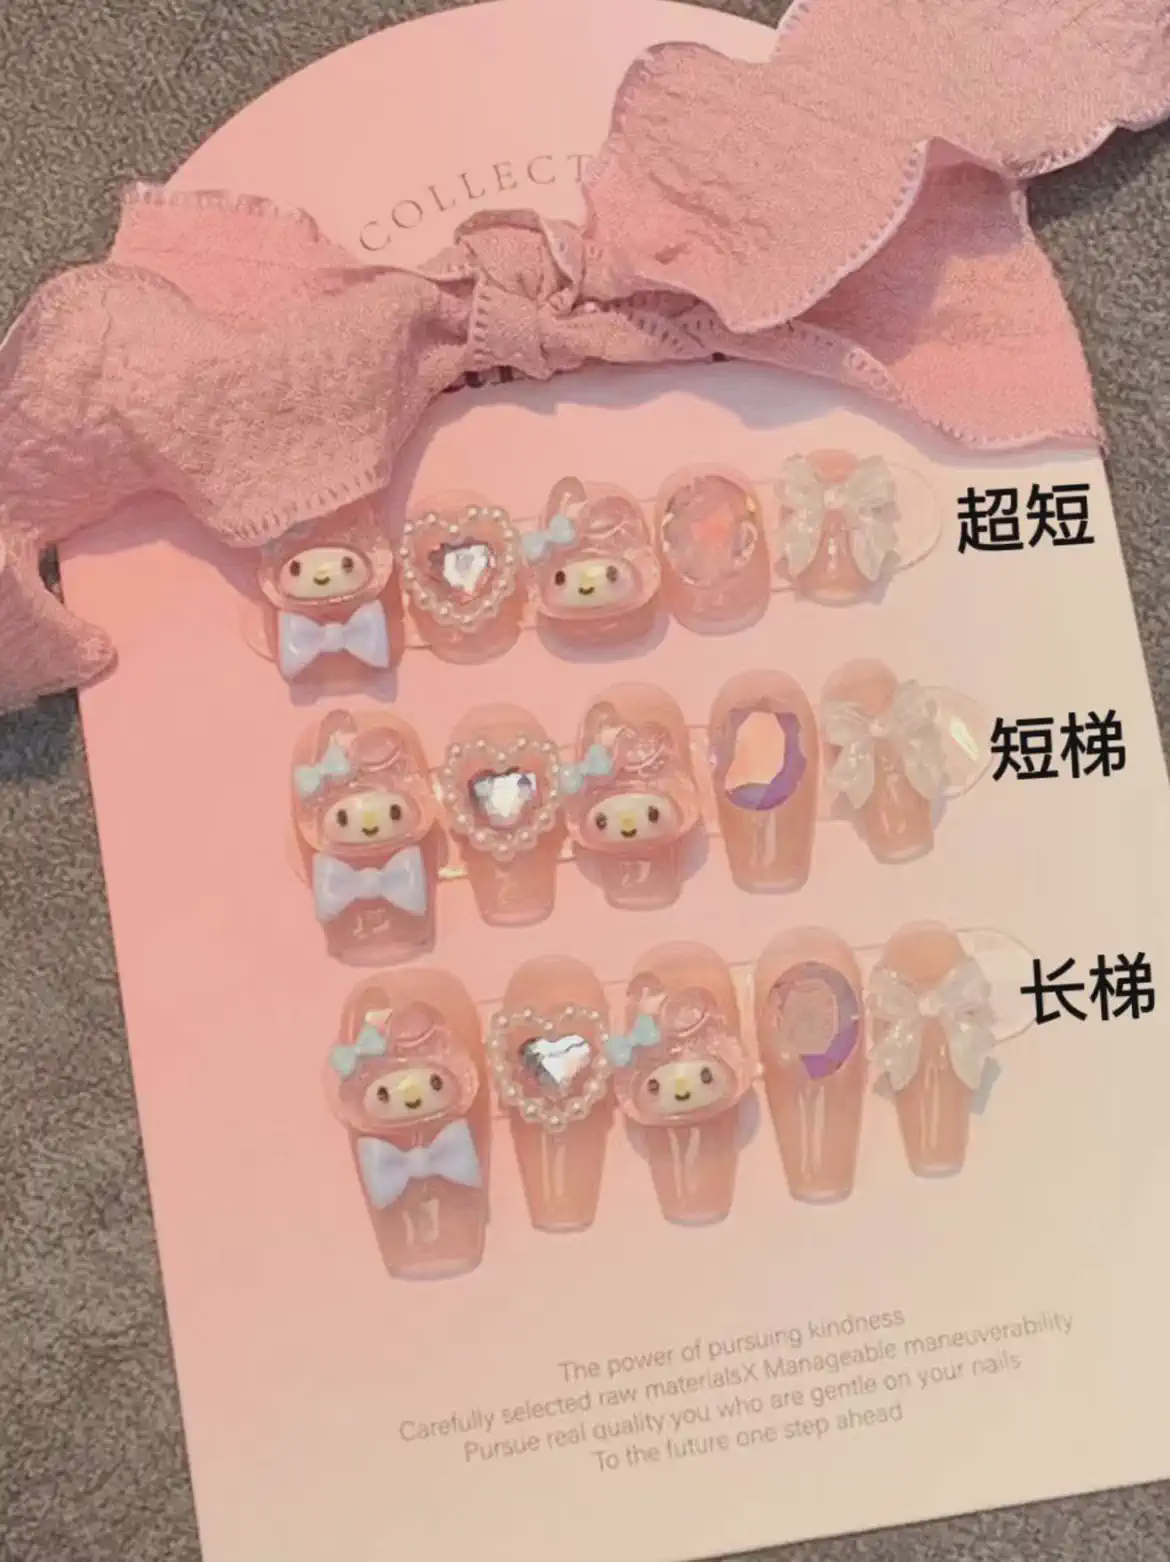 COLLECT
超短
短梯
长梯
The power of pursuing kindness
Carefully selected raw materialsX Manageable maneuverability
Pursue real quality,you who are gentle on your nails
To the future one step ahead